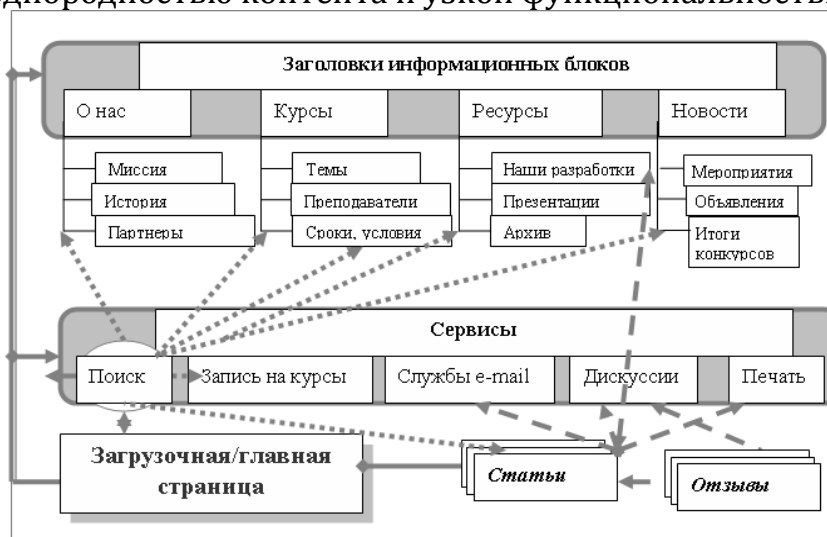 однородностью контента и узкой функциональностью
Заголовки информационных блоков
О нас
Курсы
Ресурсы
Новости
Миссия
История
Партнеры
Темы
Преподаватели
Сроки, условия
Наши разработки
Презентации
Архив
Мероприятия
Объявления
Итоги
конкурсов
Сервисы
Поиск
Запись на курсы
Службы e-mail
Дискуссии
Печать
Загрузочная/главная
страница
Статьи
Отзывы